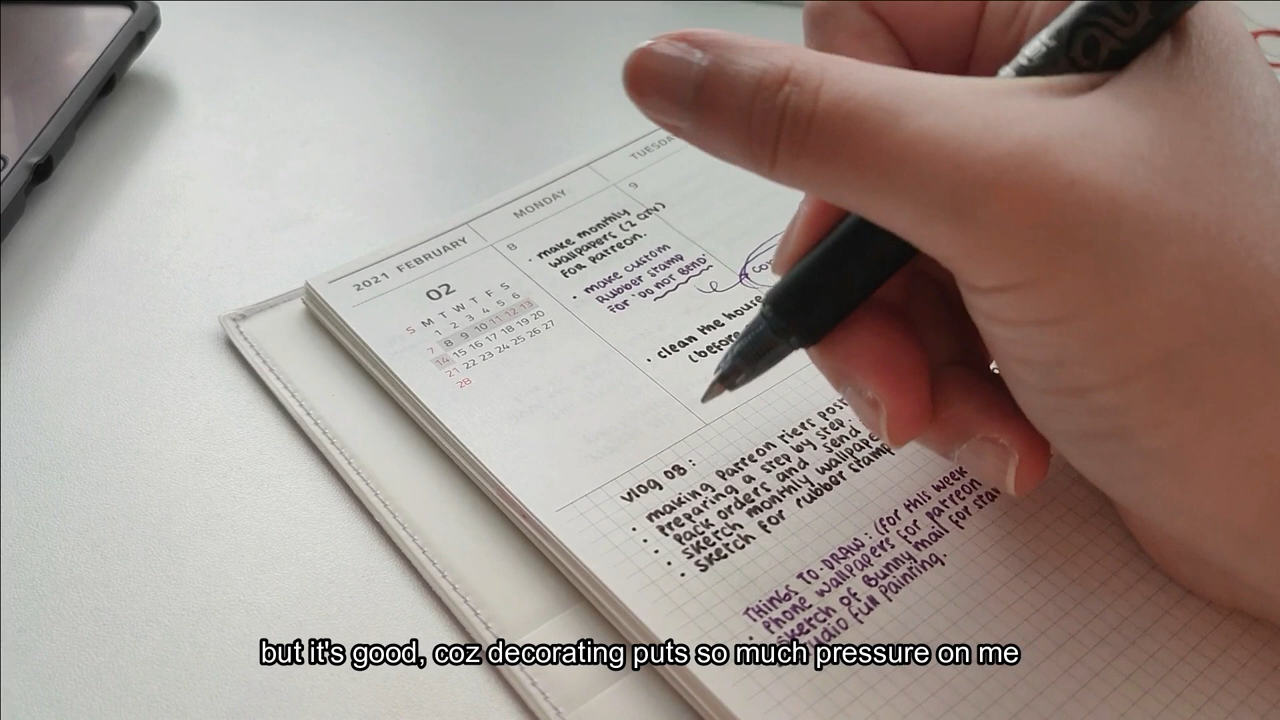 2021 FEBRUARY
MONDAY
02
S M T W T F S
1 2 3 4 5 6
7 8 9 10 11 12 13
14 15 16 17 18 19 20
21 22 23 24 25 26 27
28
8
• make monthly
wallpapers (2 any)
for patreon.
• make custom
Rubber stamp
for "DO NOT BEND"
9
• clean the house
(before
vlog 08:
• making Patreon tiers
• Preparing a step by step.
• Pack orders and send
• sketch monthly
• sketch for rubber stamp
THINGS TO-DRAW: (for this week
• Phone wallpapers for patreon
sketch of Bunny mail for
full painting.
but it's good, coz decorating puts so much pressure on me